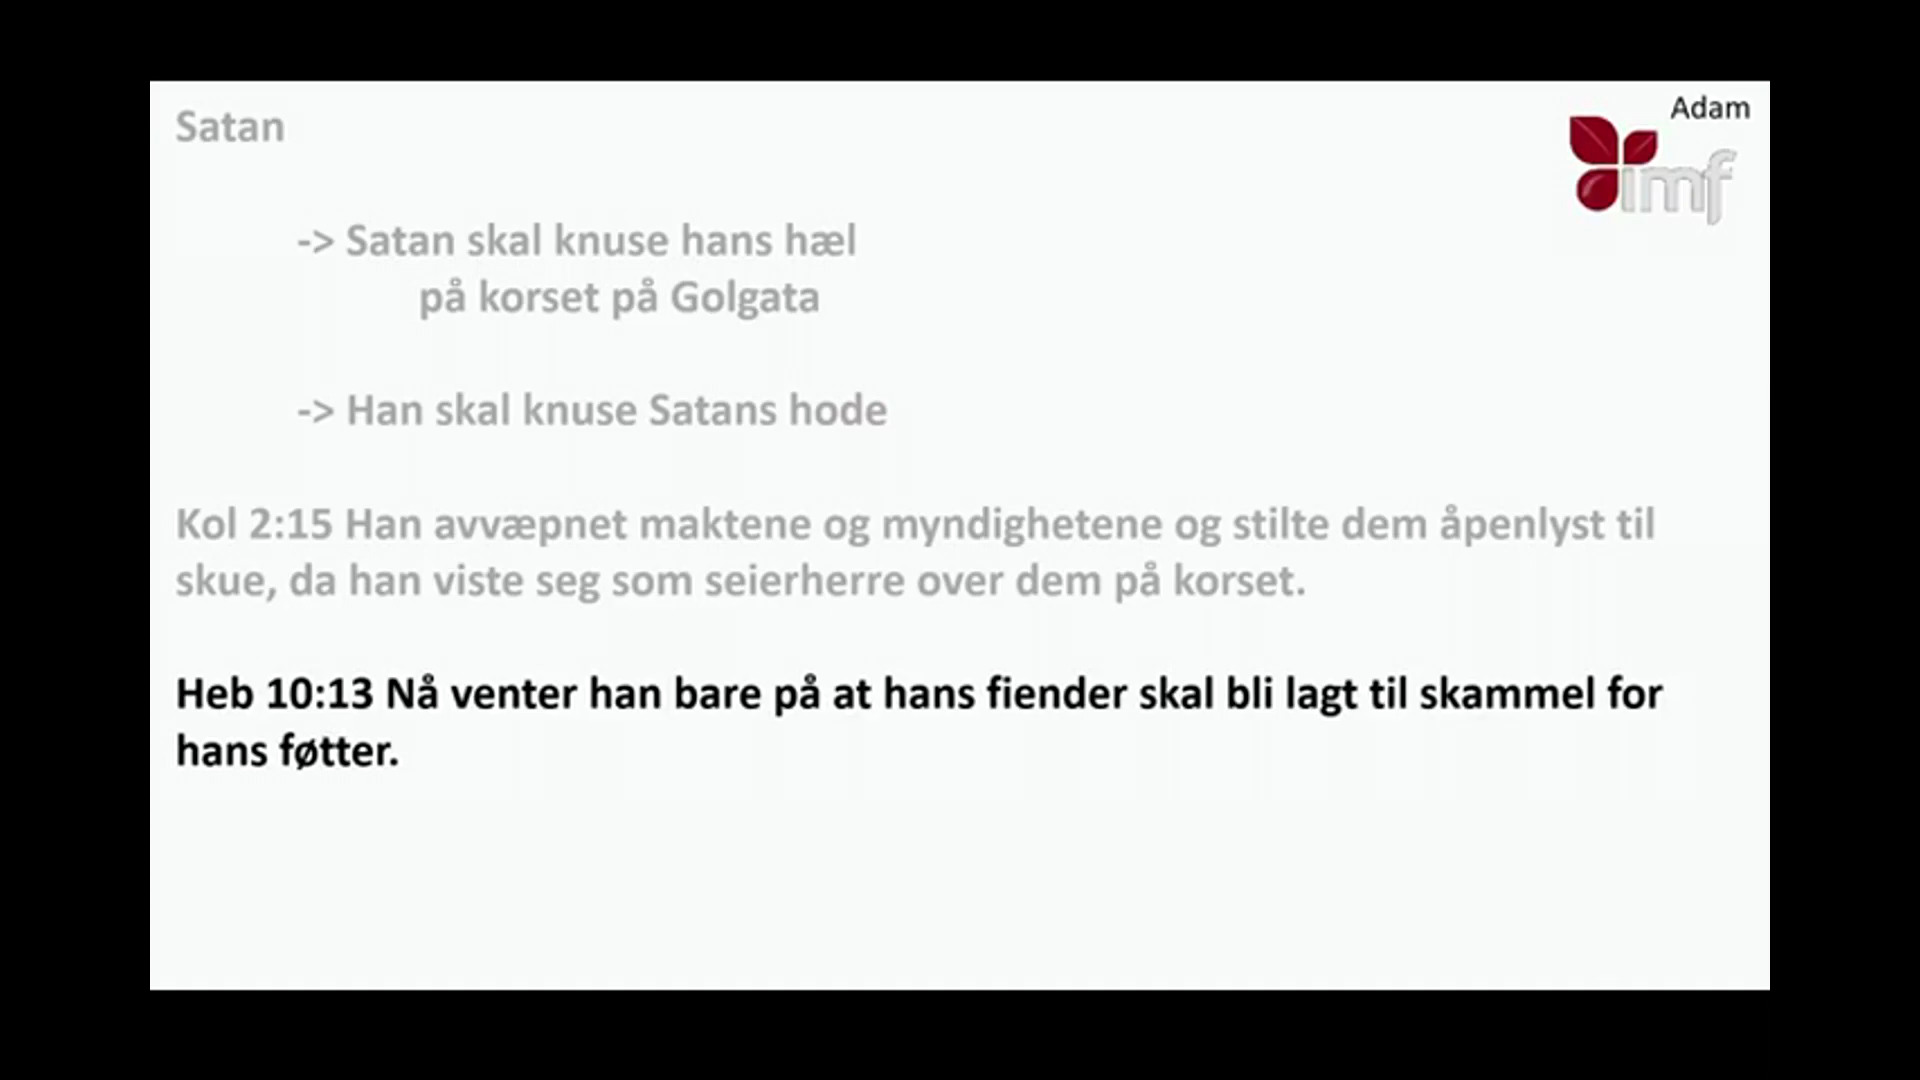 Adam
imf
Satan
-> Satan skal knuse hans hæl
på korset på Golgata
-> Han skal knuse Satans hode
Kol 2:15 Han avvæpnet maktene og myndighetene og stilte dem åpenlyst til
skue, da han viste seg som seierherre over dem på korset.
Heb 10:13 Nå venter han bare på at hans fiender skal bli lagt til skammel for
hans føtter.